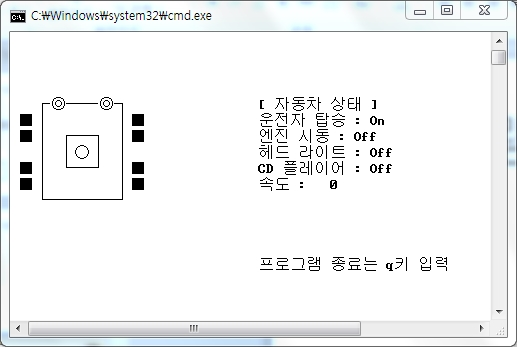 C:₩Windows₩system32₩cmd.exe
[ 자동차 상태 ]
운전자 탑승 : On
엔진 시동 : Off
헤드 라이트 : Off
CD 플레이어 : Off
속도 : 0
프로그램 종료는 q키 입력